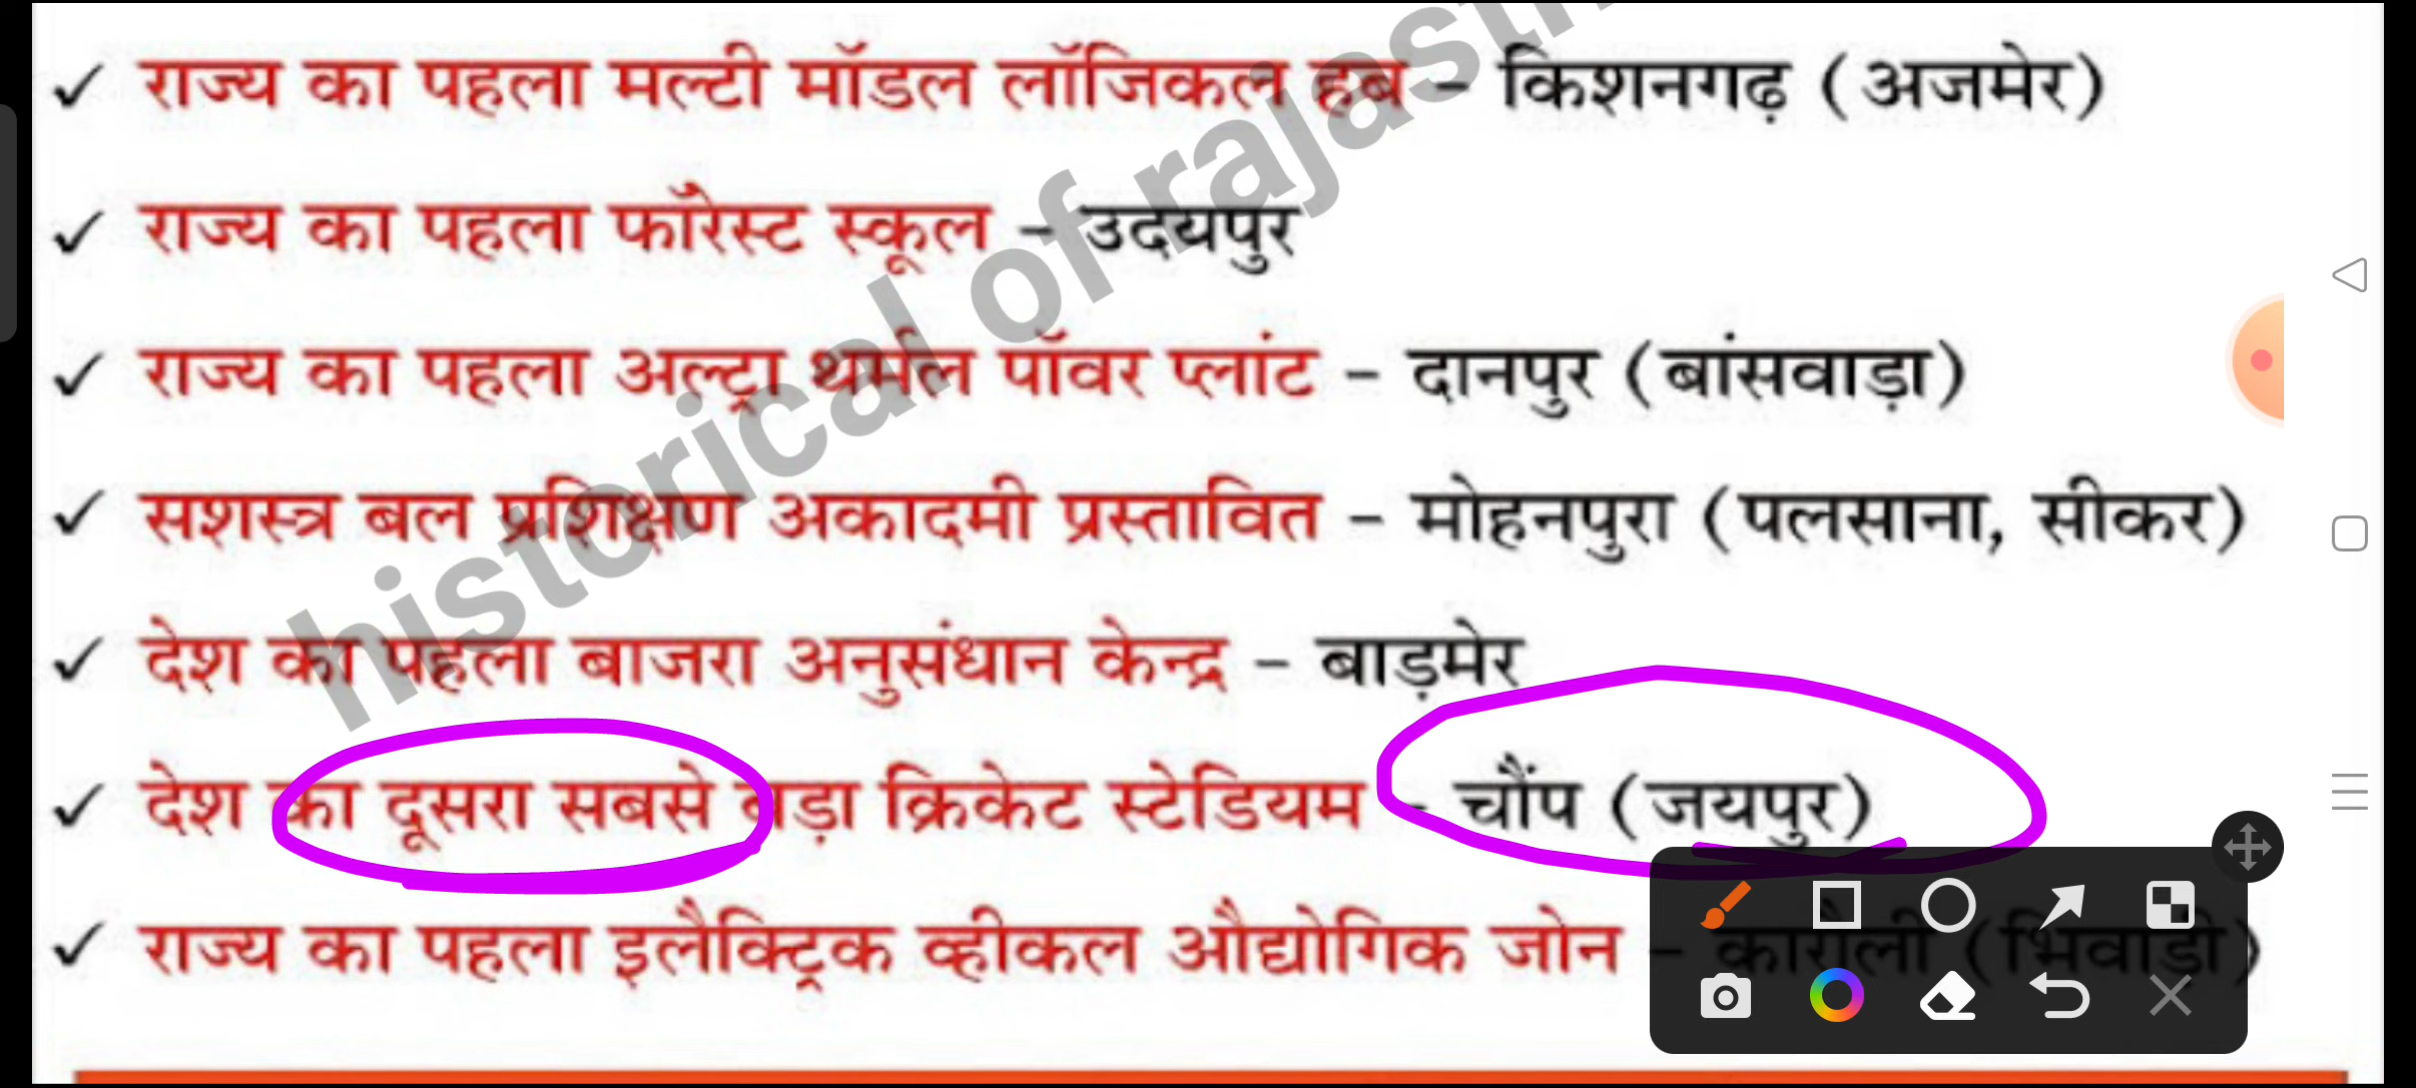 ✓ राज्य का पहला मल्टी मॉडल लॉजिकल हब – किशनगढ़ (अजमेर)
✓ राज्य का पहला फॉरेस्ट स्कूल – उदयपुर
✓ राज्य का पहला अल्ट्रा थर्मल पॉवर प्लांट – दानपुर (बांसवाड़ा)
✓ सशस्त्र बल प्रशिक्षण अकादमी प्रस्तावित – मोहनपुरा (पलसाना, सीकर)
✓ देश का पहला बाजरा अनुसंधान केन्द्र – बाड़मेर
✓ देश का दूसरा सबसे बड़ा क्रिकेट स्टेडियम – चौंप (जयपुर)
✓ राज्य का पहला इलैक्ट्रिक व्हीकल औद्योगिक जोन – कारौली (भिवाडी)
historical of rajasth